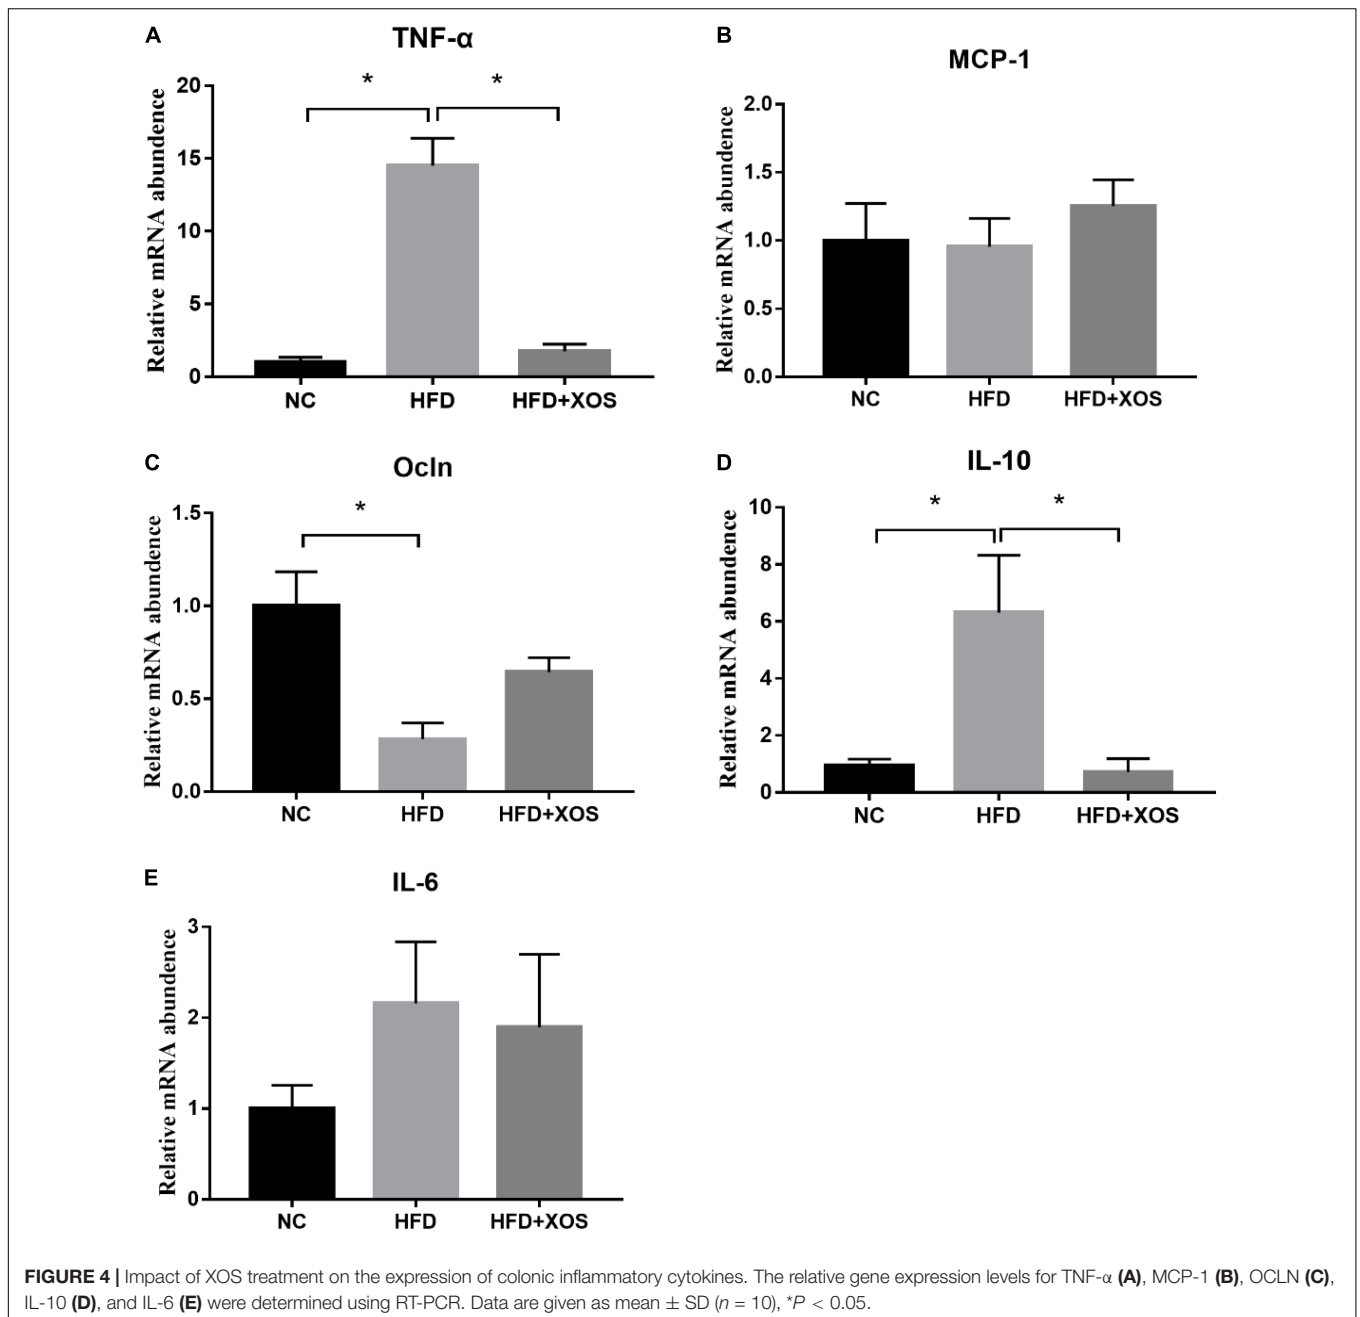 A
TNF-α
*
*
Relative mRNA abundence
20
15
10
5
0
NC
HFD
HFD+XOS
B
MCP-1
Relative mRNA abundence
2.0
1.5
1.0
0.5
0.0
NC
HFD
HFD+XOS
C
Ocln
*
Relative mRNA abundence
1.5
1.0
0.5
0.0
NC
HFD
HFD+XOS
D
IL-10
*
*
Relative mRNA abundence
10
8
6
4
2
0
NC
HFD
HFD+XOS
E
IL-6
Relative mRNA abundence
3
2
1
0
NC
HFD
HFD+XOS
FIGURE 4 | Impact of XOS treatment on the expression of colonic inflammatory cytokines. The relative gene expression levels for TNF-α (A), MCP-1 (B), OCLN (C),
IL-10 (D), and IL-6 (E) were determined using RT-PCR. Data are given as mean ± SD (n = 10), *P < 0.05.